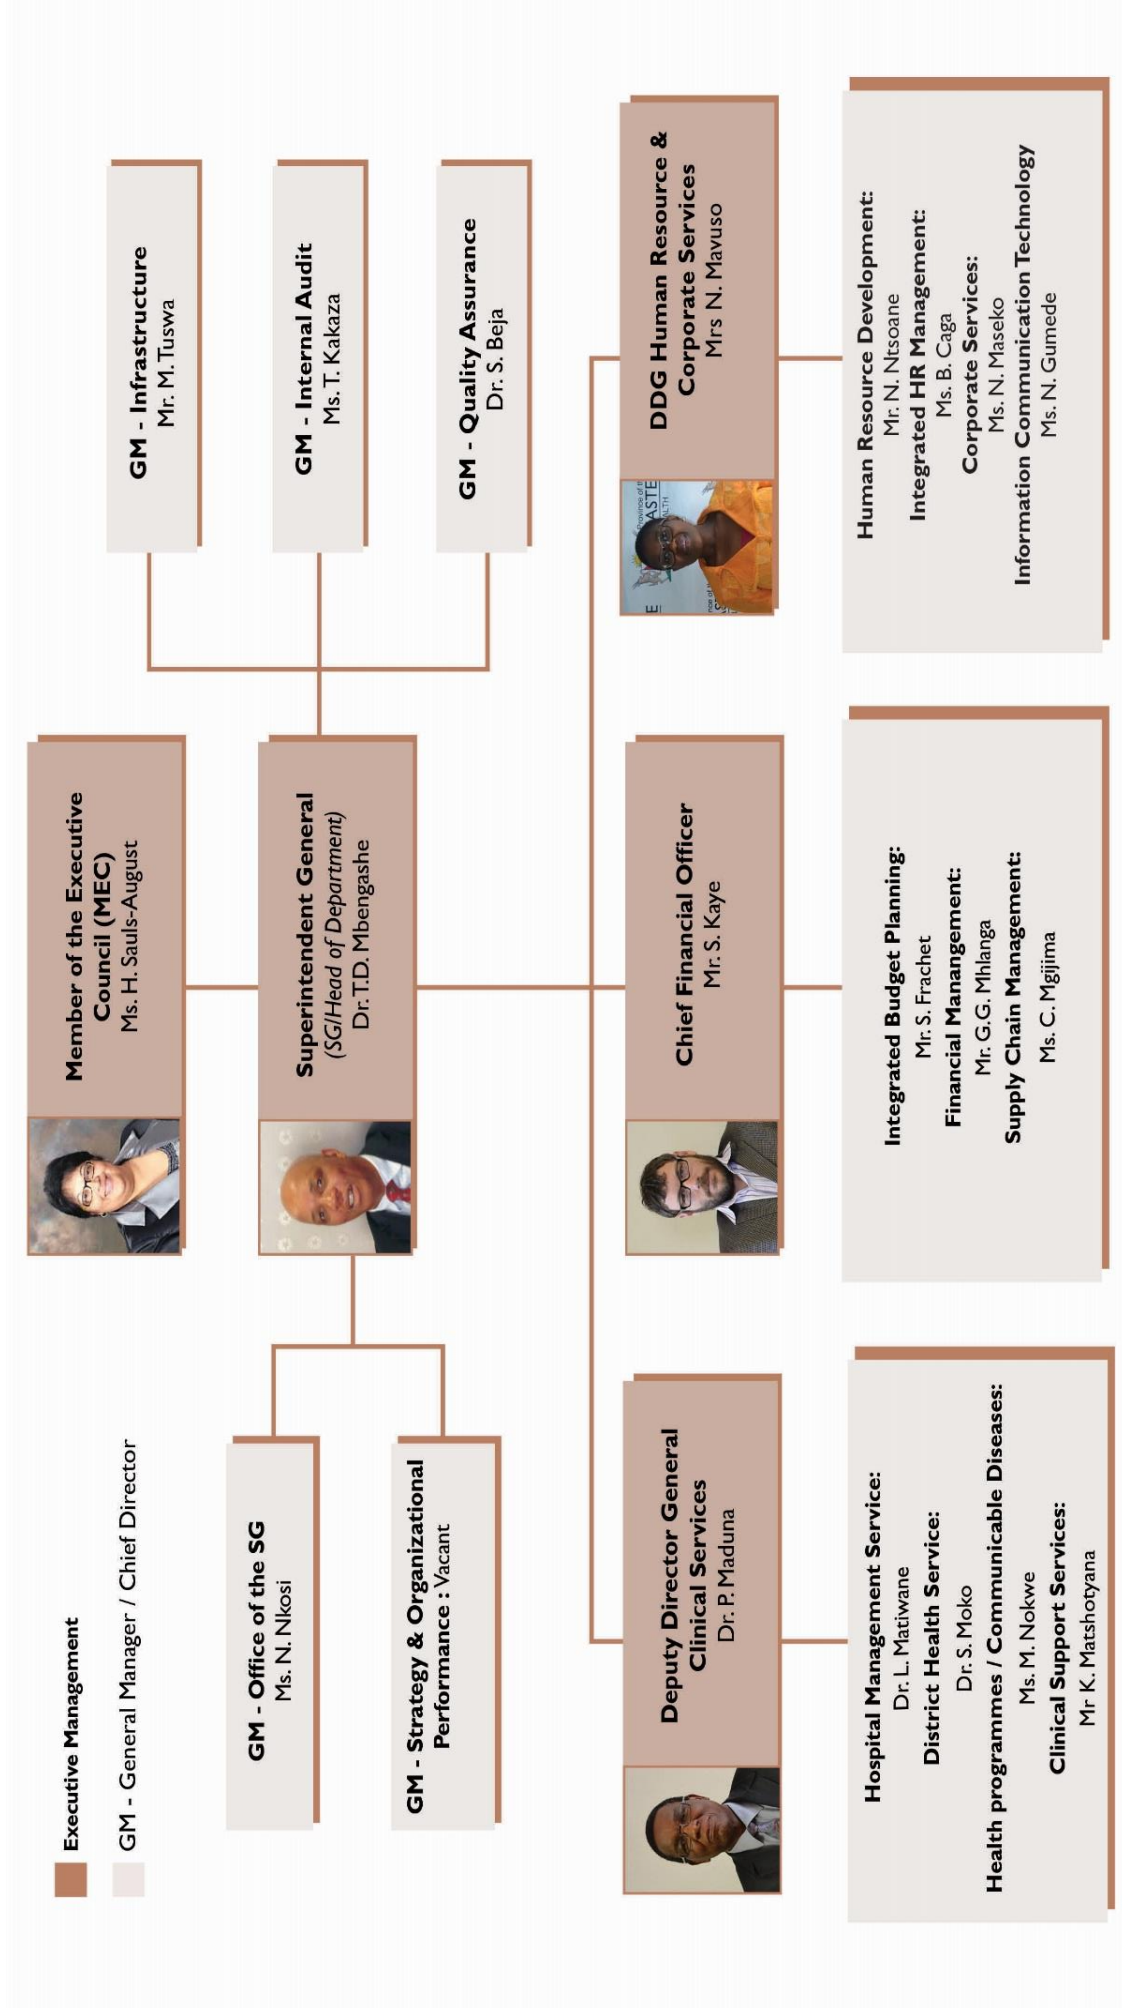 Executive Management
GM - General Manager / Chief Director
Member of the Executive
Council (MEC)
Ms. H. Sauls-August
Superintendent General
(SG/Head of Department)
Dr. T.D. Mbengashe
GM - Office of the SG
Ms. N. Nkosi
GM - Strategy & Organizational
Performance : Vacant
GM - Infrastructure
Mr. M. Tuswa
GM - Internal Audit
Ms. T. Kakaza
GM - Quality Assurance
Dr. S. Beja
Deputy Director General
Clinical Services
Dr. P. Maduna
Chief Financial Officer
Mr. S. Kaye
DDG Human Resource &
Corporate Services
Mrs N. Mavuso
Province of
ASTE
ALTH
E
Hospital Management Service:
Dr. L. Matiwane
District Health Service:
Dr. S. Moko
Health programmes / Communicable Diseases:
Ms. M. Nokwe
Clinical Support Services:
Mr K. Matshotyana
Integrated Budget Planning:
Mr. S. Frachet
Financial Manangement:
Mr. G.G. Mhlanga
Supply Chain Management:
Ms. C. Mgijima
Human Resource Development:
Mr. N. Ntsoane
Integrated HR Management:
Ms. B. Caga
Corporate Services:
Ms. N. Maseko
Information Communication Technology
Ms. N. Gumede